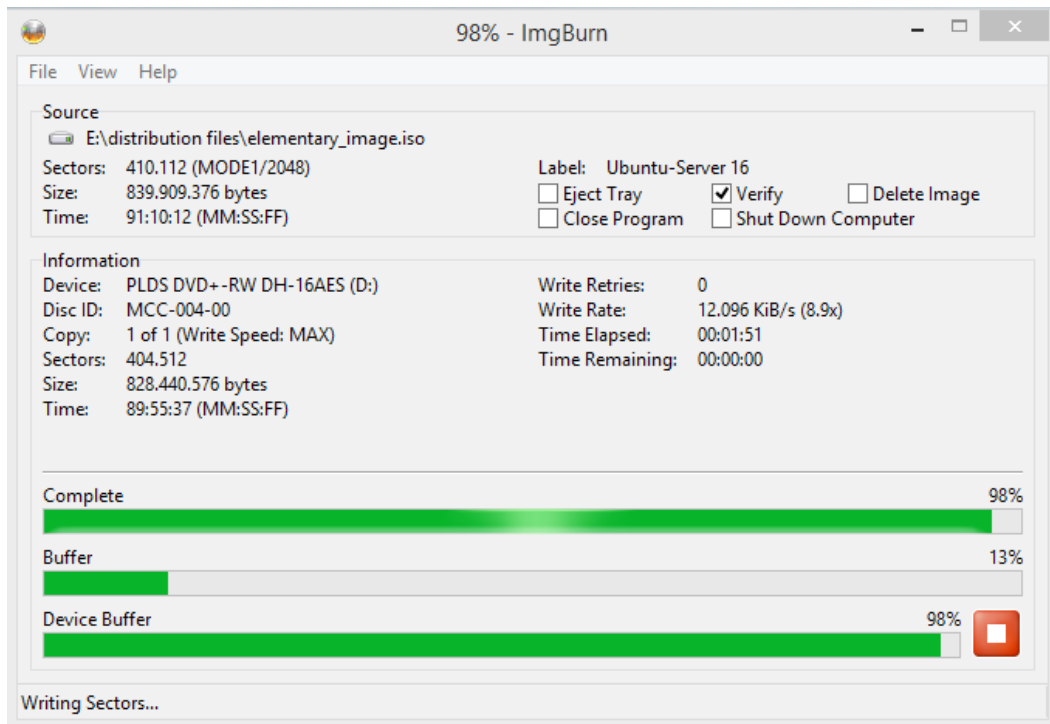 98% - ImgBurn
File View Help
Source
E:\distribution files\elementary_image.iso
Sectors: 410.112 (MODE1/2048) Label: Ubuntu-Server 16
Size: 839.909.376 bytes Eject Tray Verify Delete Image
Time: 91:10:12 (MM:SS:FF) Close Program Shut Down Computer
Information
Device: PLDS DVD+-RW DH-16AES (D:) Write Retries: 0
Disc ID: MCC-004-00 Write Rate: 12.096 KiB/s (8.9x)
Copy: 1 of 1 (Write Speed: MAX) Time Elapsed: 00:01:51
Sectors: 404.512 Time Remaining: 00:00:00
Size: 828.440.576 bytes
Time: 89:55:37 (MM:SS:FF)
Complete 98%
Buffer 13%
Device Buffer 98%
Writing Sectors...